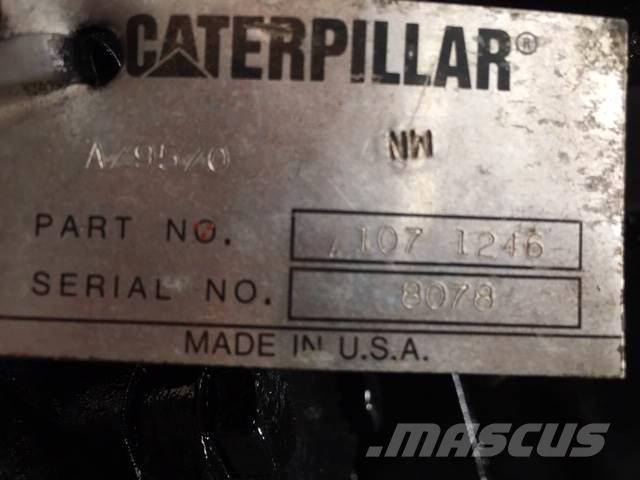 CATERPILLAR®
NW
PART NO. 107 1246
SERIAL NO. 8078
MADE IN U.S.A.
MASCUS